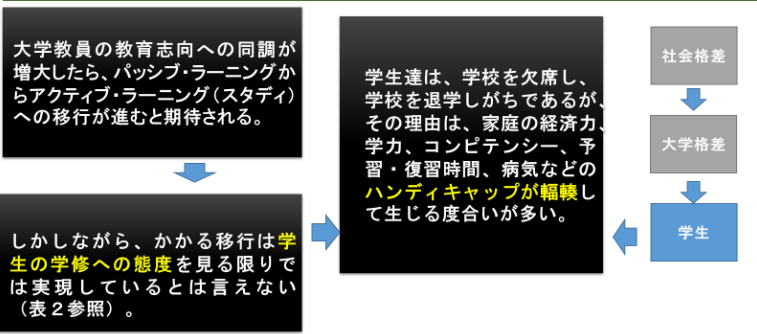 大学教員の教育志向への同調が
増大したら、パッシブ・ラーニングか
らアクティブ・ラーニング（スタディ）
への移行が進むと期待される。
しかしながら、かかる移行は学
生の学修への態度を見る限りで
は実現しているとは言えない
（表２参照）。
学生達は、学校を欠席し、
学校を退学しがちであるが、
その理由は、家庭の経済力、
学力、コンピテンシー、予
習・復習時間、病気などの
ハンディキャップが輻輳し
て生じる度合いが多い。
社会格差
大学格差
学生